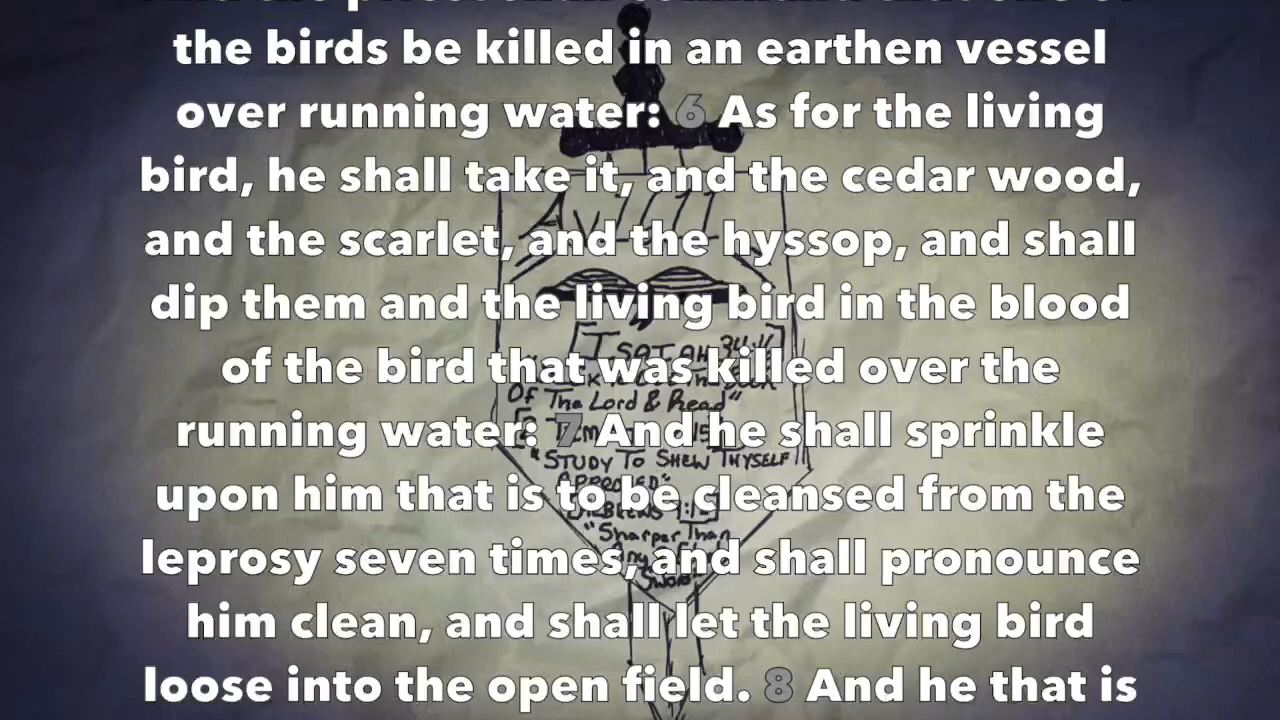 the birds be killed in an earthen vessel
over running water: 6 As for the living
bird, he shall take it, and the cedar wood,
and the scarlet, and the hyssop, and shall
dip them and the living bird in the blood
of the bird that was killed over the
running water: 7 And he shall sprinkle
upon him that is to be cleansed from the
leprosy seven times, and shall pronounce
him clean, and shall let the living bird
loose into the open field. 8 And he that is
Of The Lord & Read"
"STUDY TO SHEW THYSELF
"Sharper Than